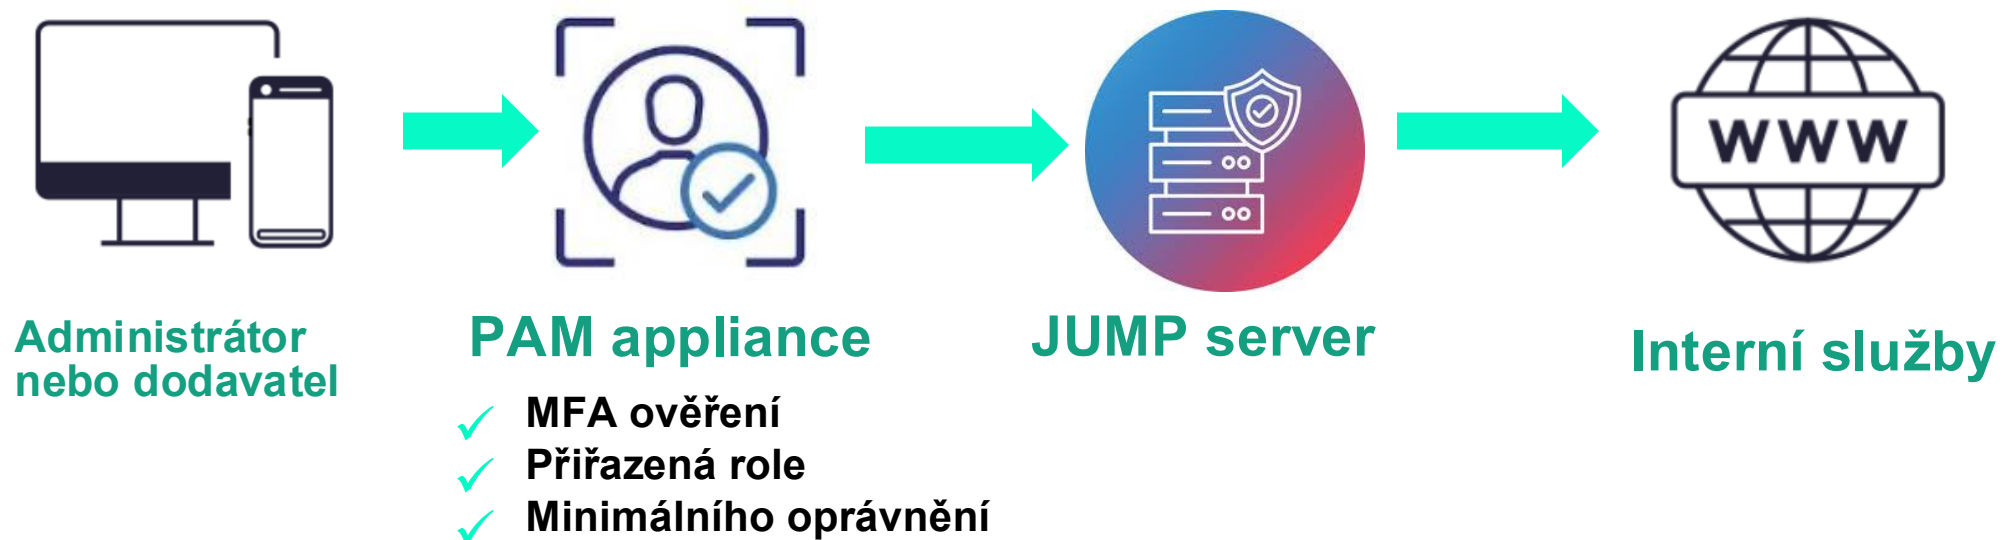 WWW
Administrátor
nebo dodavatel
PAM appliance
MFA ověření
Přiřazená role
Minimálního oprávnění
JUMP server
Interní služby